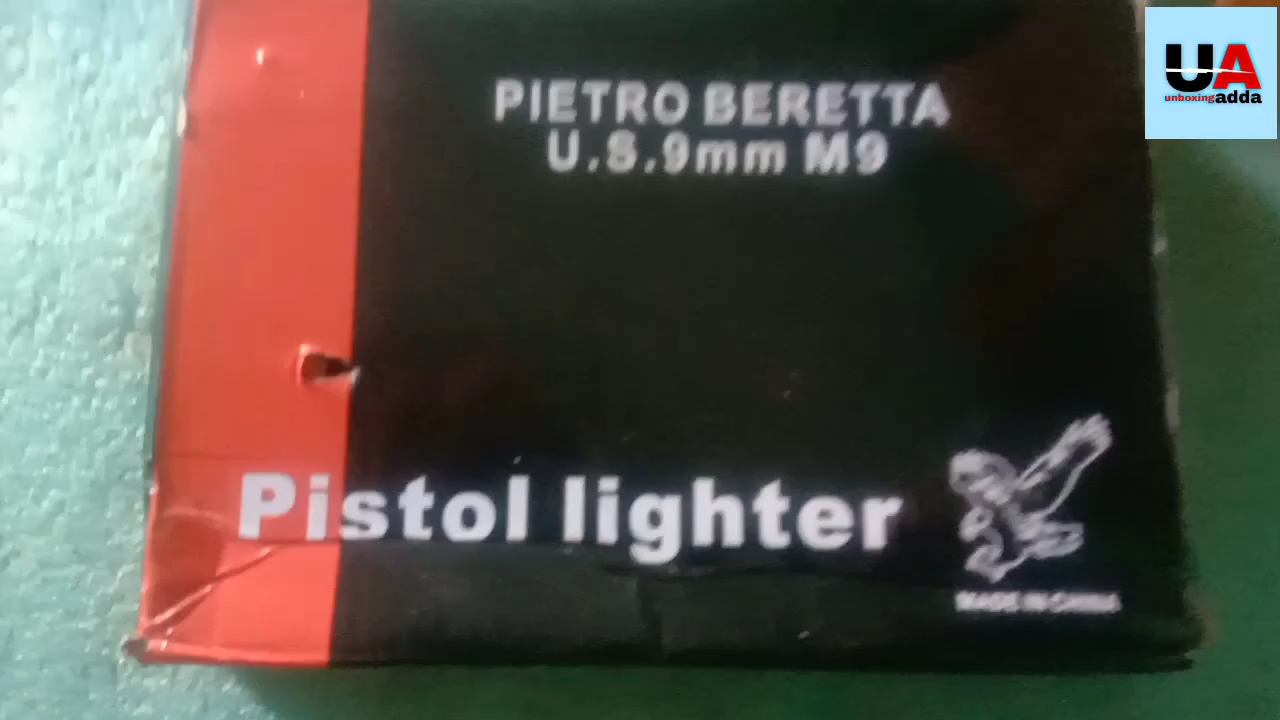 PIETRO BERETTA
U.S.9mm M9
Pistol lighter
MADE IN CHINA
UA
unboxingadda